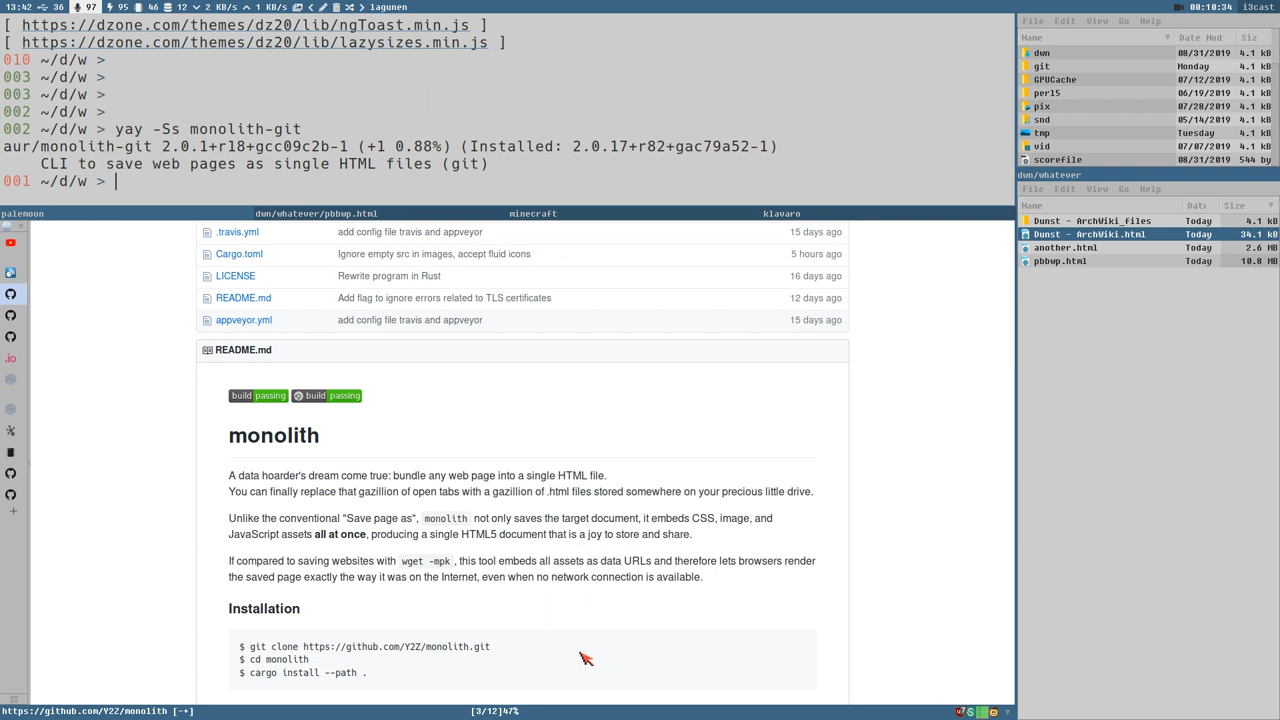 13:42 36 97 95 46 12 2 KB/s 1 KB/s lagunen 00:10:34 i3cast
[ https://dzone.com/themes/dz20/lib/ngToast.min.js ]
[ https://dzone.com/themes/dz20/lib/lazysizes.min.js ]
010 ~/d/w >
003 ~/d/w >
003 ~/d/w >
002 ~/d/w >
002 ~/d/w > yay -Ss monolith-git
aur/monolith-git 2.0.1+r18+gcc09c2b-1 (+1 0.88%) (Installed: 2.0.17+r82+gac79a52-1)
CLI to save web pages as single HTML files (git)
001 ~/d/w >
File Edit View Go Help
Name Date Mod Siz
dwn 08/31/2019 4.1 kB
git Monday 4.1 kB
GPUCache 07/12/2019 4.1 kB
perl5 06/19/2019 4.1 kB
pix 07/28/2019 4.1 kB
snd 05/14/2019 4.1 kB
tmp Tuesday 4.1 kB
vid 08/31/2019 4.1 kB
scorefile 08/31/2019 544 by
dwn/whatever
File Edit View Go Help
Name Date Size
Dunst - ArchWiki_files Today 4.1 kB
Dunst - ArchWiki.html Today 34.1 kB
another.html Today 2.6 MB
pbbwp.html Today 10.8 MB
palemoon dwn/whatever/pbbwp.html minecraft klavaro
.travis.yml add config file travis and appveyor 15 days ago
Cargo.toml Ignore empty src in images, accept fluid icons 5 hours ago
LICENSE Rewrite program in Rust 16 days ago
README.md Add flag to ignore errors related to TLS certificates 12 days ago
appveyor.yml add config file travis and appveyor 15 days ago
README.md
build passing build passing
monolith
A data hoarder's dream come true: bundle any web page into a single HTML file.
You can finally replace that gazillion of open tabs with a gazillion of .html files stored somewhere on your precious little drive.
Unlike the conventional "Save page as", monolith not only saves the target document, it embeds CSS, image, and
JavaScript assets all at once, producing a single HTML5 document that is a joy to store and share.
If compared to saving websites with wget -mpk, this tool embeds all assets as data URLs and therefore lets browsers render
the saved page exactly the way it was on the Internet, even when no network connection is available.
Installation
$ git clone https://github.com/Y2Z/monolith.git
$ cd monolith
$ cargo install --path .
.io
https://github.com/Y2Z/monolith [-+] [3/12]47%